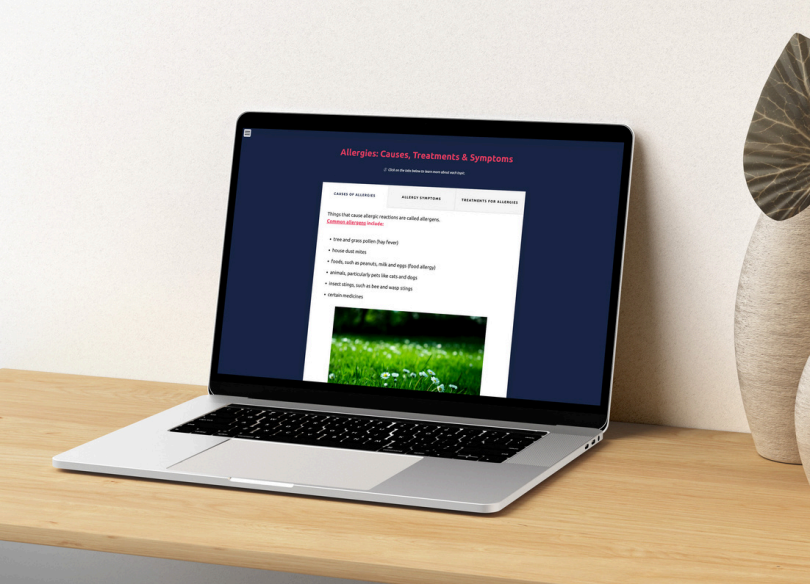 Allergies: Causes, Treatments & Symptoms
Click on the tabs below to learn more about each topic
CAUSES OF ALLERGIES
ALLERGY SYMPTOMS
TREATMENTS FOR ALLERGIES
Things that cause allergic reactions are called allergens.
Common allergens include:
• tree and grass pollen (hay fever)
• house dust mites
• foods, such as peanuts, milk and eggs (food allergy)
• animals, particularly pets like cats and dogs
• insect stings, such as bee and wasp stings
• certain medicines